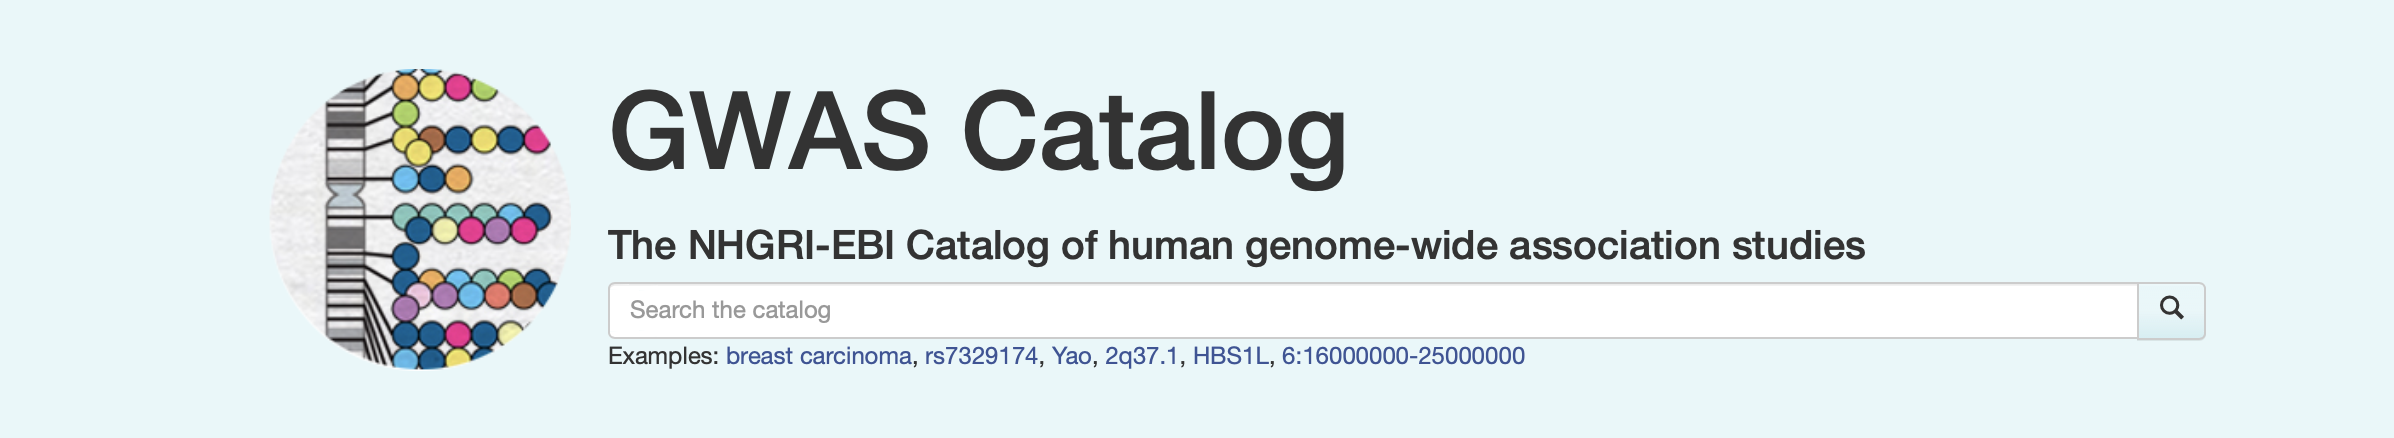 GWAS Catalog
The NHGRI-EBI Catalog of human genome-wide association studies
Search the catalog
Examples: breast carcinoma, rs7329174, Yao, 2q37.1, HBS1L, 6:16000000-25000000